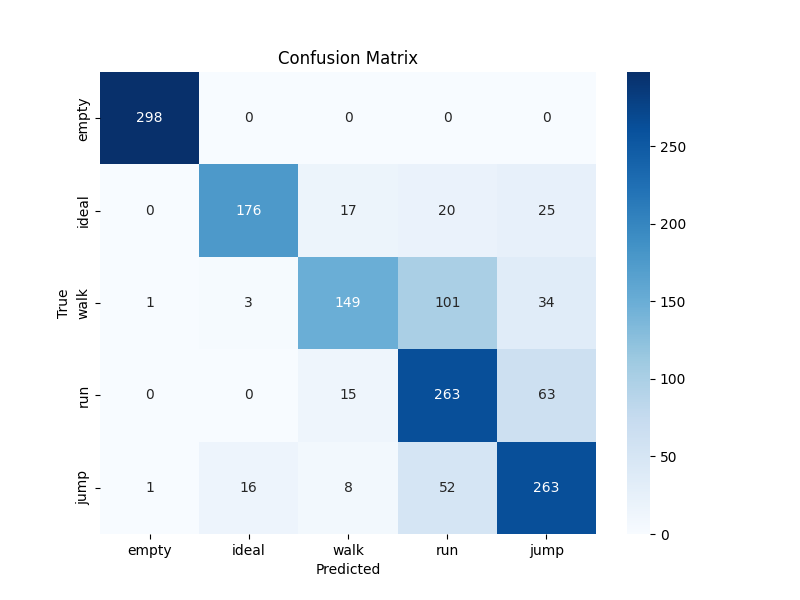 Confusion Matrix
empty 298 0 0 0 0
ideal 0 176 17 20 25
walk 1 3 149 101 34
run 0 0 15 263 63
jump 1 16 8 52 263
True
empty ideal walk run jump
Predicted
250
200
150
100
50
0